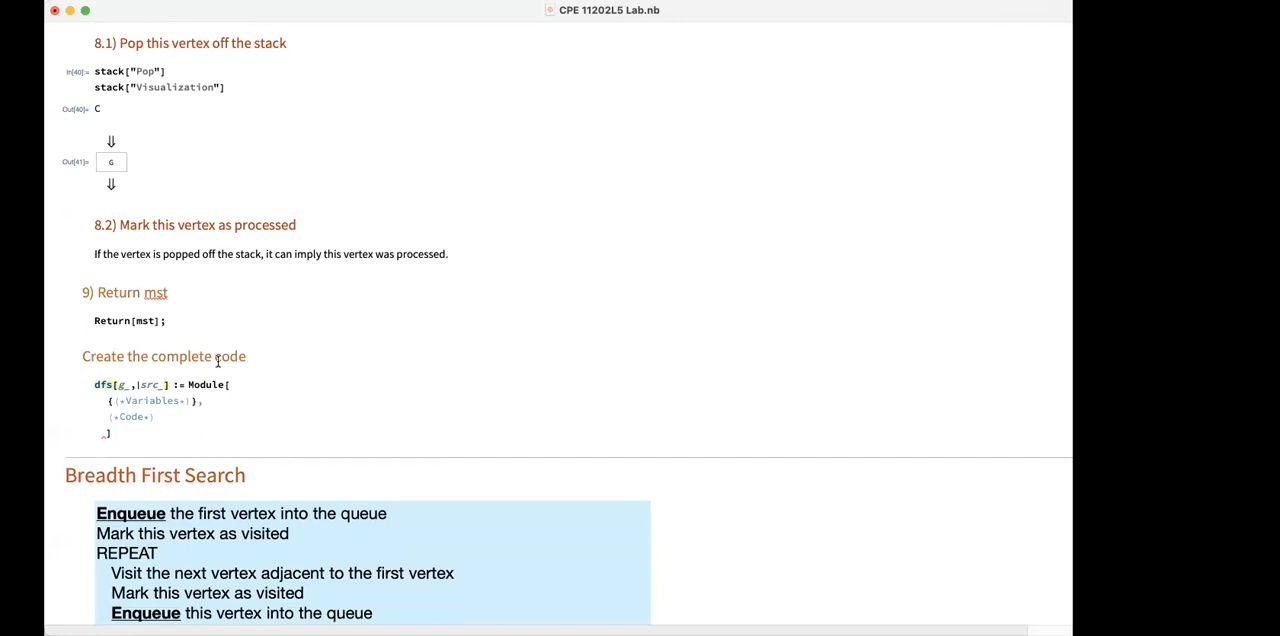 CPE 11202L5 Lab.nb
8.1) Pop this vertex off the stack
In[40]:= stack["Pop"]
stack["Visualization"]
Out[40]= C
⇓
Out[41]= G
⇓
8.2) Mark this vertex as processed
If the vertex is popped off the stack, it can imply this vertex was processed.
9) Return mst
Return[mst];
Create the complete code
dfs[g_,src_] := Module[
{(*Variables*)},
(*Code*)
]
Breadth First Search
Enqueue the first vertex into the queue
Mark this vertex as visited
REPEAT
Visit the next vertex adjacent to the first vertex
Mark this vertex as visited
Enqueue this vertex into the queue